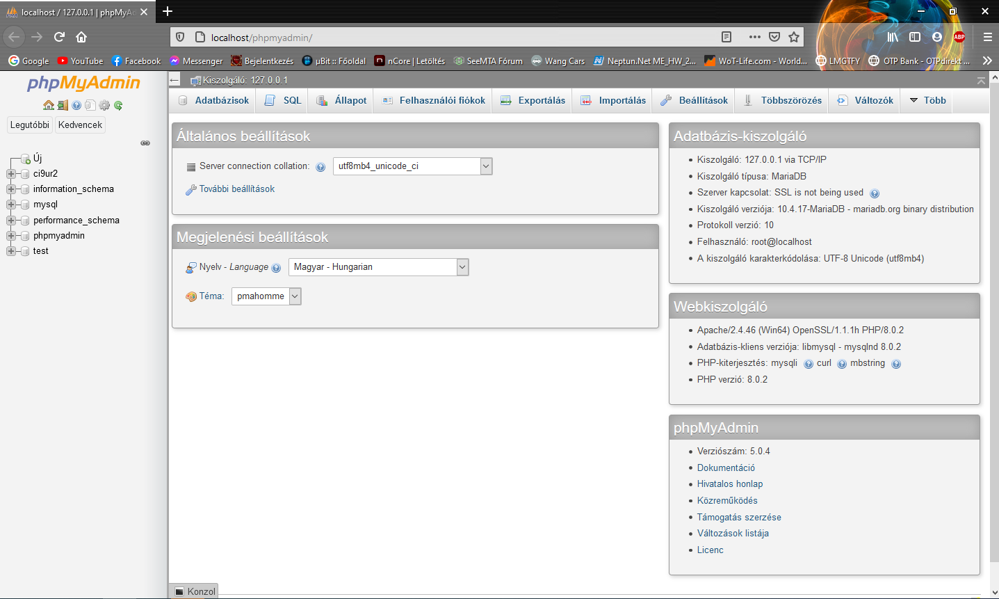 localhost / 127.0.0.1 | phpMyAd
localhost/phpmyadmin/
Google YouTube Facebook Messenger Bejelentkezés µBit :: Főoldal nCore | Letöltés SeeMTA Fórum Wang Cars Neptun.Net ME_HW_2... WoT-Life.com - World... LMGTFY OTP Bank - OTPdirekt ...
ABP
phpMyAdmin
Legutóbbi Kedvencek
Új
ci9ur2
information_schema
mysql
performance_schema
phpmyadmin
test
Kiszolgáló: 127.0.0.1
Adatbázisok SQL Állapot Felhasználói fiókok Exportálás Importálás Beállítások Többszörözés Változók Több
Általános beállítások
Server connection collation: utf8mb4_unicode_ci
További beállítások
Megjelenési beállítások
Nyelv - Language Magyar - Hungarian
Téma: pmahomme
Adatbázis-kiszolgáló
Kiszolgáló: 127.0.0.1 via TCP/IP
Kiszolgáló típusa: MariaDB
Szerver kapcsolat: SSL is not being used
Kiszolgáló verziója: 10.4.17-MariaDB - mariadb.org binary distribution
Protokoll verzió: 10
Felhasználó: root@localhost
A kiszolgáló karakterkódolása: UTF-8 Unicode (utf8mb4)
Webkiszolgáló
Apache/2.4.46 (Win64) OpenSSL/1.1.1h PHP/8.0.2
Adatbázis-kliens verziója: libmysql - mysqlnd 8.0.2
PHP-kiterjesztés: mysqli curl mbstring
PHP verzió: 8.0.2
phpMyAdmin
Verziószám: 5.0.4
Dokumentáció
Hivatalos honlap
Közreműködés
Támogatás szerzése
Változások listája
Licenc
Konzol